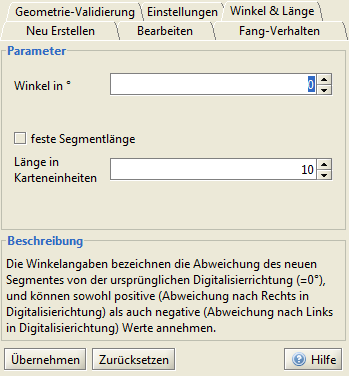 Geometrie-Validierung Einstellungen Winkel & Länge
Neu Erstellen Bearbeiten Fang-Verhalten
Parameter
Winkel in ° 0
feste Segmentlänge
Länge in
Karteneinheiten 10
Beschreibung
Die Winkelangaben bezeichnen die Abweichung des neuen
Segmentes von der ursprünglichen Digitalisierrichtung (=0°),
und können sowohl positive (Abweichung nach Rechts in
Digitalisierichtung) als auch negative (Abweichung nach Links
in Digitalisierichtung) Werte annehmen.
Übernehmen Zurücksetzen Hilfe